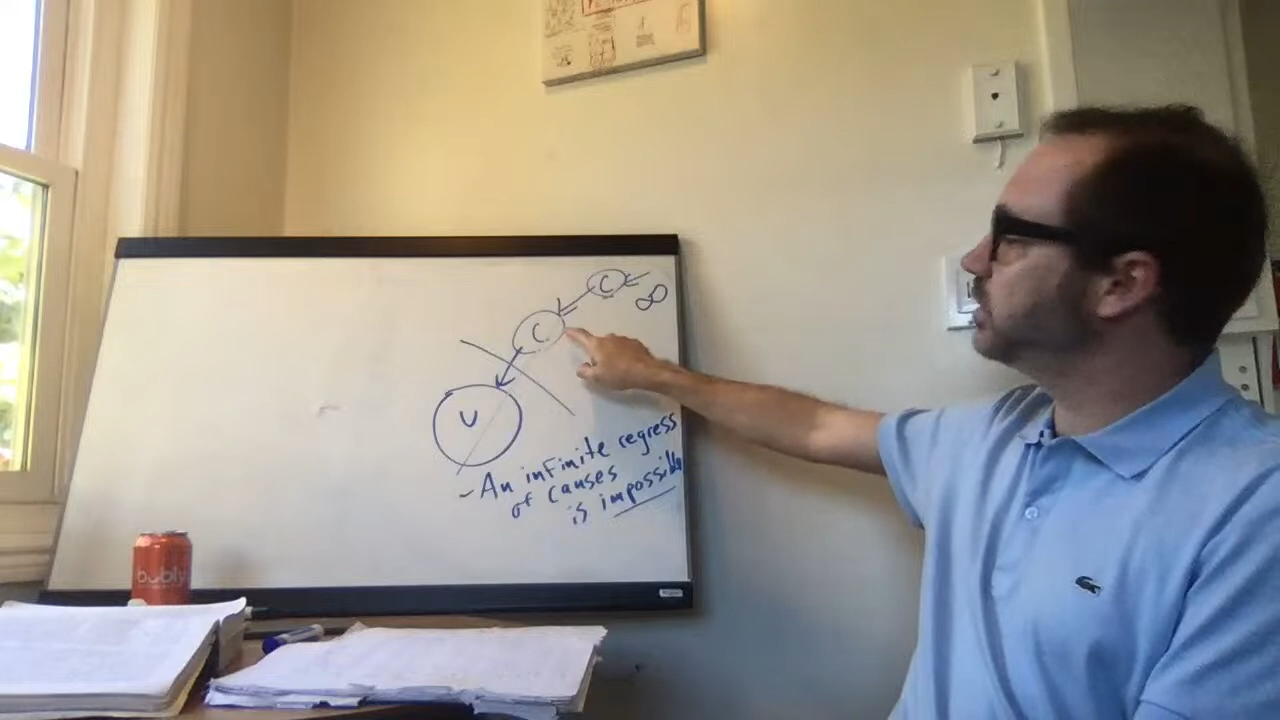 C
∞
C
U
- An infinite regress
of causes
is impossible
bubly